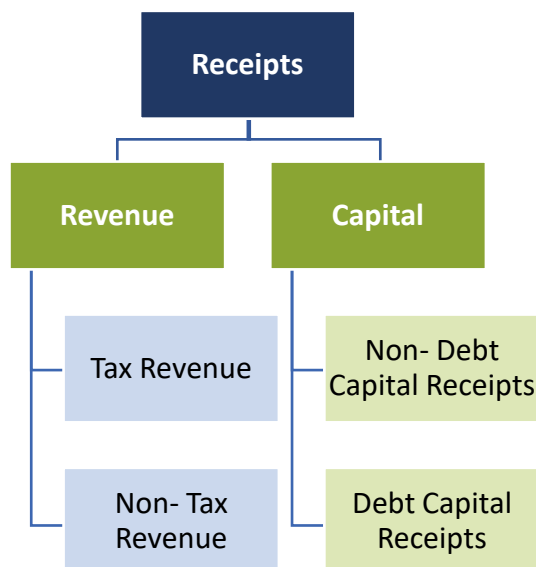 Receipts
Revenue
Capital
Tax Revenue
Non- Debt
Capital Receipts
Non- Tax
Revenue
Debt Capital
Receipts